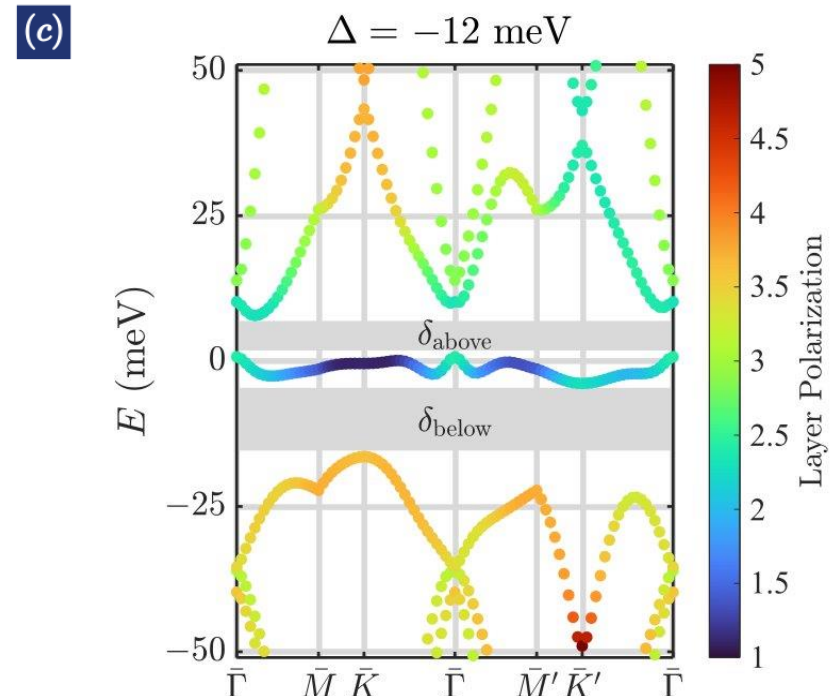 (c)
Δ = −12 meV
50
25
0
−25
−50
E (meV)
δabove
δbelow
Γ̄ M̄ K̄ Γ̄ M̄′ K̄′ Γ̄
5
4.5
4
3.5
3
2.5
2
1.5
1
Layer Polarization